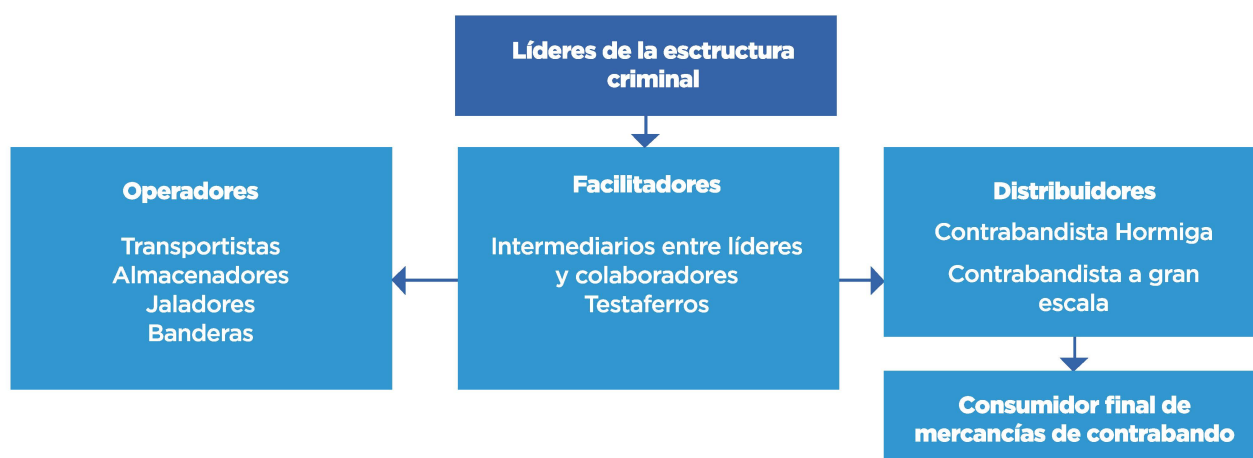 Líderes de la esctructura
criminal
Operadores
Transportistas
Almacenadores
Jaladores
Banderas
Facilitadores
Intermediarios entre líderes
y colaboradores
Testaferros
Distribuidores
Contrabandista Hormiga
Contrabandista a gran
escala
Consumidor final de
mercancías de contrabando